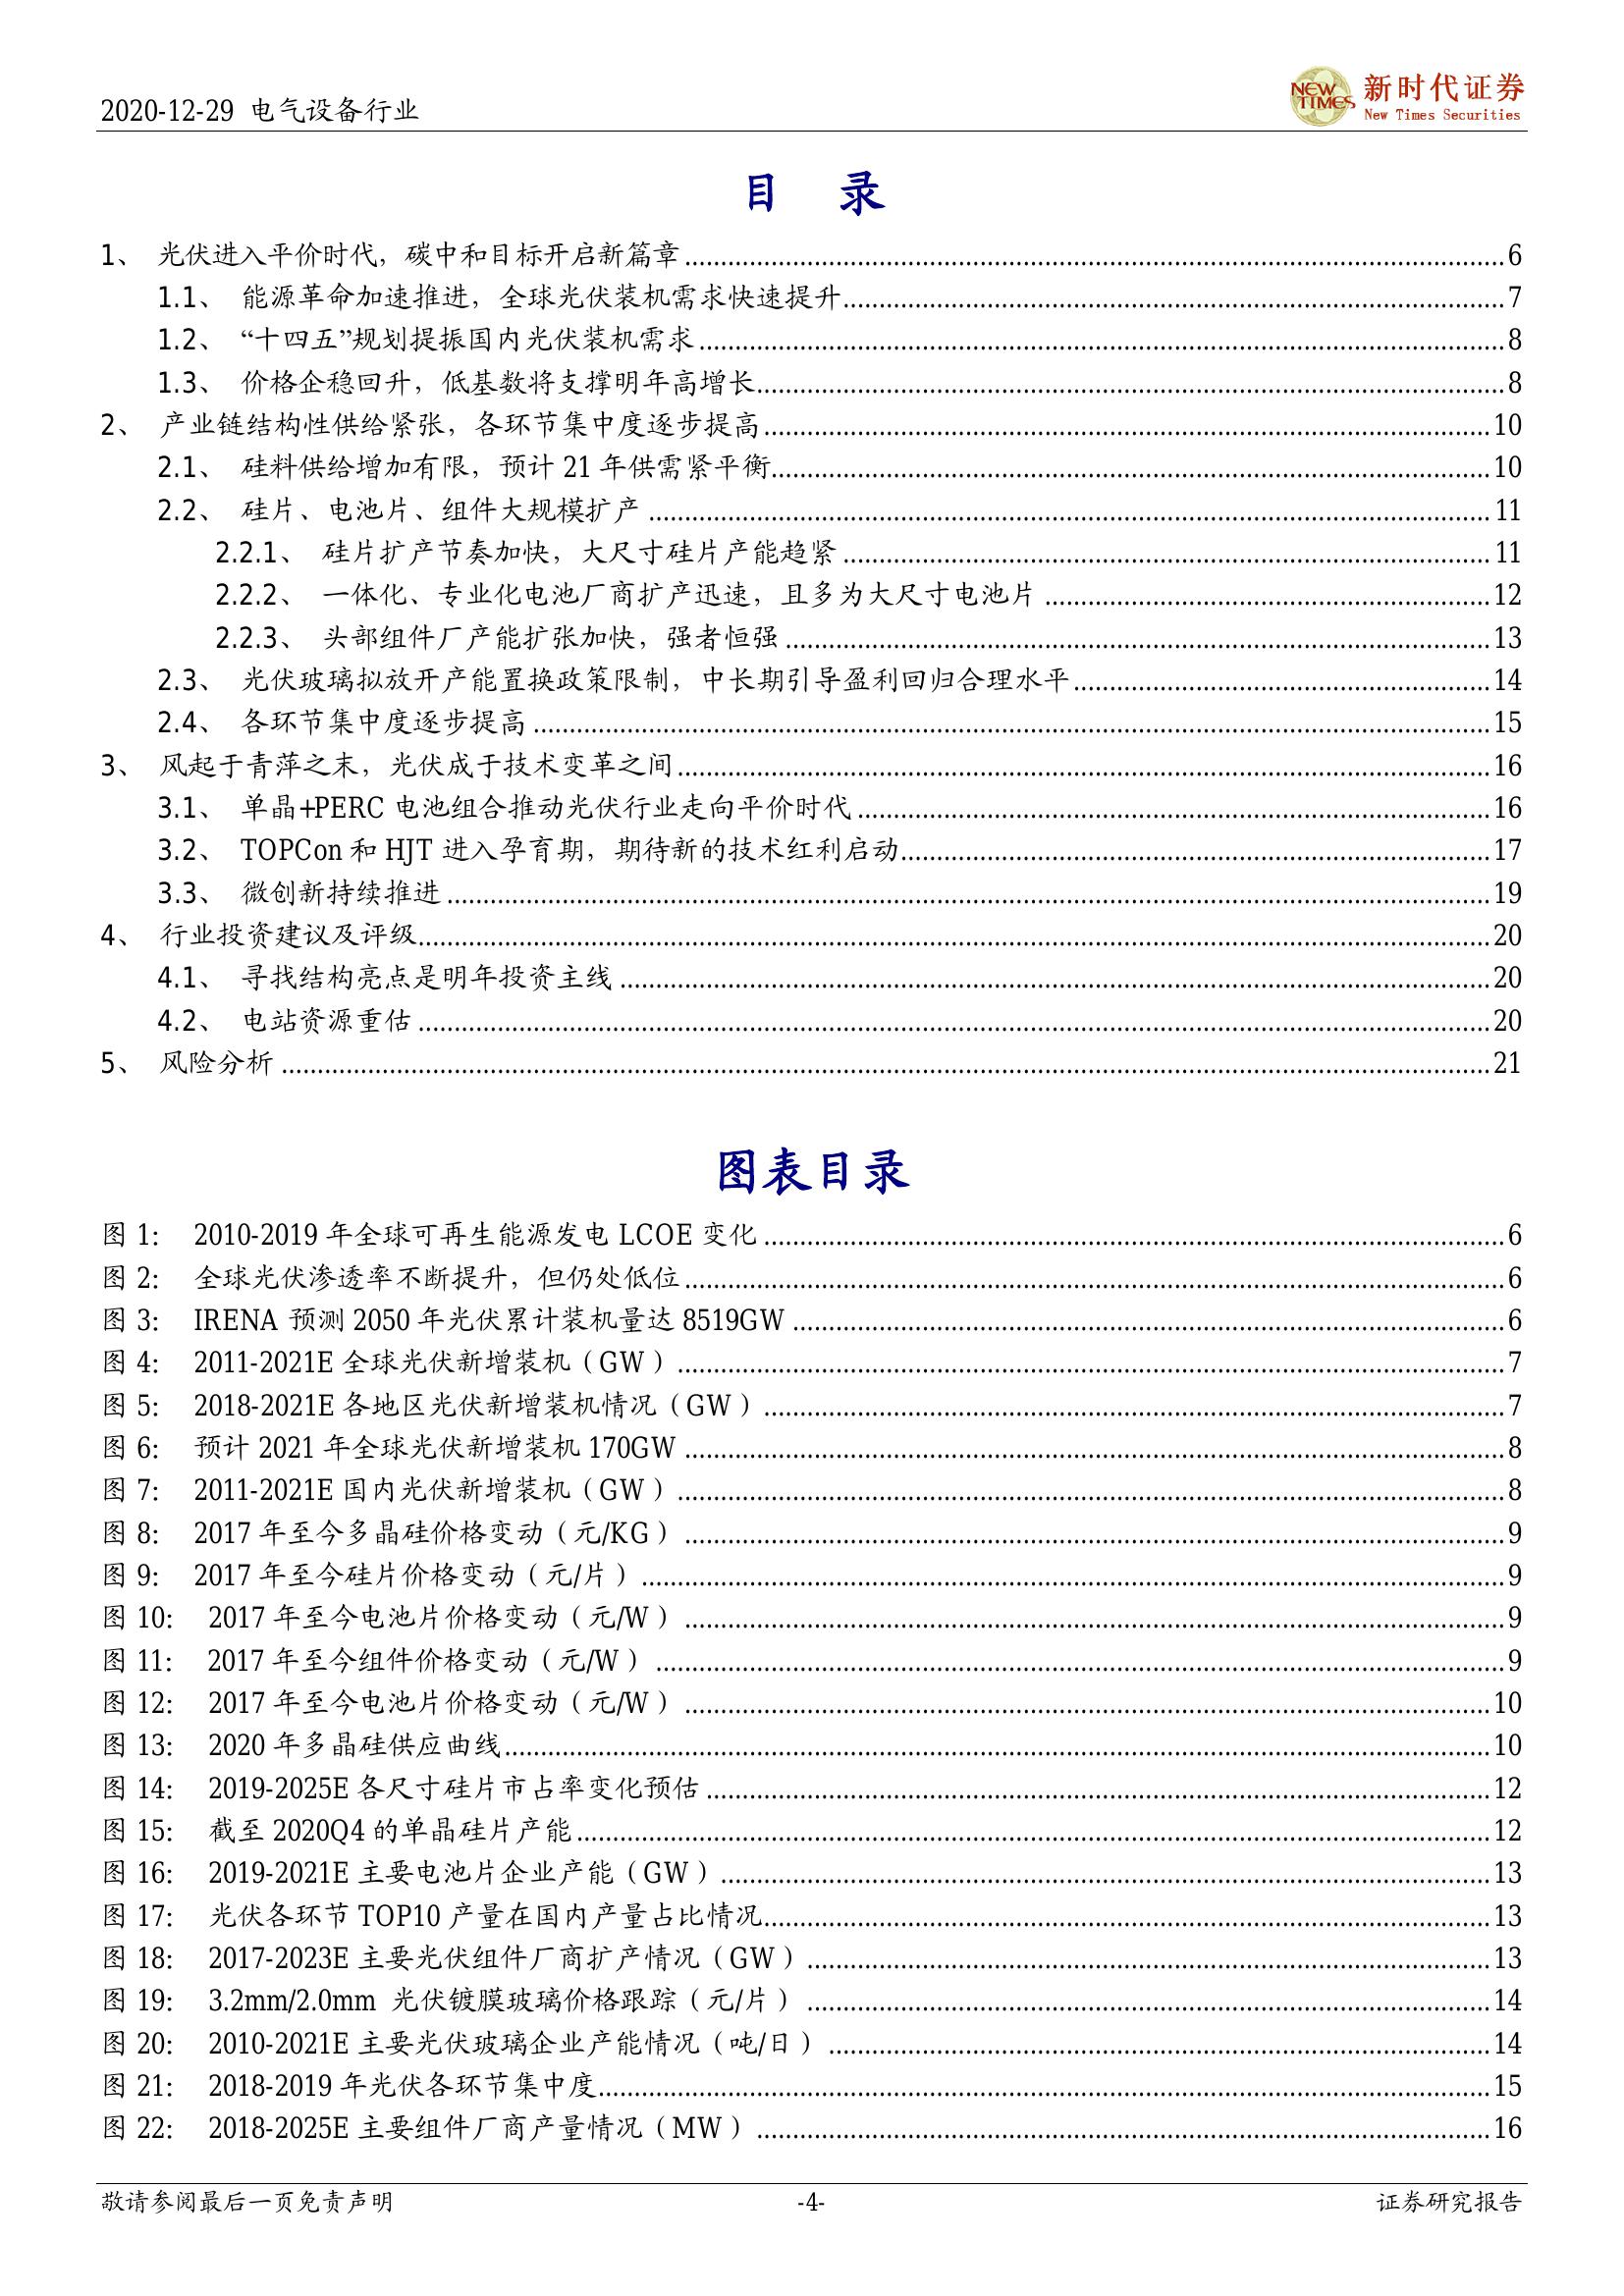 2020-12-29 电气设备行业
NEW TIMES 新时代证券
New Times Securities
目 录
1、 光伏进入平价时代，碳中和目标开启新篇章 6
1.1、 能源革命加速推进，全球光伏装机需求快速提升 7
1.2、 “十四五”规划提振国内光伏装机需求 8
1.3、 价格企稳回升，低基数将支撑明年高增长 8
2、 产业链结构性供给紧张，各环节集中度逐步提高 10
2.1、 硅料供给增加有限，预计 21 年供需紧平衡 10
2.2、 硅片、电池片、组件大规模扩产 11
2.2.1、 硅片扩产节奏加快，大尺寸硅片产能趋紧 11
2.2.2、 一体化、专业化电池厂商扩产迅速，且多为大尺寸电池片 12
2.2.3、 头部组件厂产能扩张加快，强者恒强 13
2.3、 光伏玻璃拟放开产能置换政策限制，中长期引导盈利回归合理水平 14
2.4、 各环节集中度逐步提高 15
3、 风起于青萍之末，光伏成于技术变革之间 16
3.1、 单晶+PERC 电池组合推动光伏行业走向平价时代 16
3.2、 TOPCon 和 HJT 进入孕育期，期待新的技术红利启动 17
3.3、 微创新持续推进 19
4、 行业投资建议及评级 20
4.1、 寻找结构亮点是明年投资主线 20
4.2、 电站资源重估 20
5、 风险分析 21
图表目录
图 1: 2010-2019 年全球可再生能源发电 LCOE 变化 6
图 2: 全球光伏渗透率不断提升，但仍处低位 6
图 3: IRENA 预测 2050 年光伏累计装机量达 8519GW 6
图 4: 2011-2021E 全球光伏新增装机（GW） 7
图 5: 2018-2021E 各地区光伏新增装机情况（GW） 7
图 6: 预计 2021 年全球光伏新增装机 170GW 8
图 7: 2011-2021E 国内光伏新增装机（GW） 8
图 8: 2017 年至今多晶硅价格变动（元/KG） 9
图 9: 2017 年至今硅片价格变动（元/片） 9
图 10: 2017 年至今电池片价格变动（元/W） 9
图 11: 2017 年至今组件价格变动（元/W） 9
图 12: 2017 年至今电池片价格变动（元/W） 10
图 13: 2020 年多晶硅供应曲线 10
图 14: 2019-2025E 各尺寸硅片市占率变化预估 12
图 15: 截至 2020Q4 的单晶硅片产能 12
图 16: 2019-2021E 主要电池片企业产能（GW） 13
图 17: 光伏各环节 TOP10 产量在国内产量占比情况 13
图 18: 2017-2023E 主要光伏组件厂商扩产情况（GW） 13
图 19: 3.2mm/2.0mm 光伏镀膜玻璃价格跟踪（元/片） 14
图 20: 2010-2021E 主要光伏玻璃企业产能情况（吨/日） 14
图 21: 2018-2019 年光伏各环节集中度 15
图 22: 2018-2025E 主要组件厂商产量情况（MW） 16
敬请参阅最后一页免责声明 -4- 证券研究报告